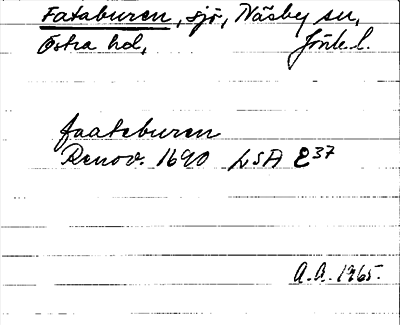 Fataburen, sjö, Näsby sn,
Östra hd, Jönk. l.
faateburen
Renov. 1690 LSA E37
A.A. 1965.